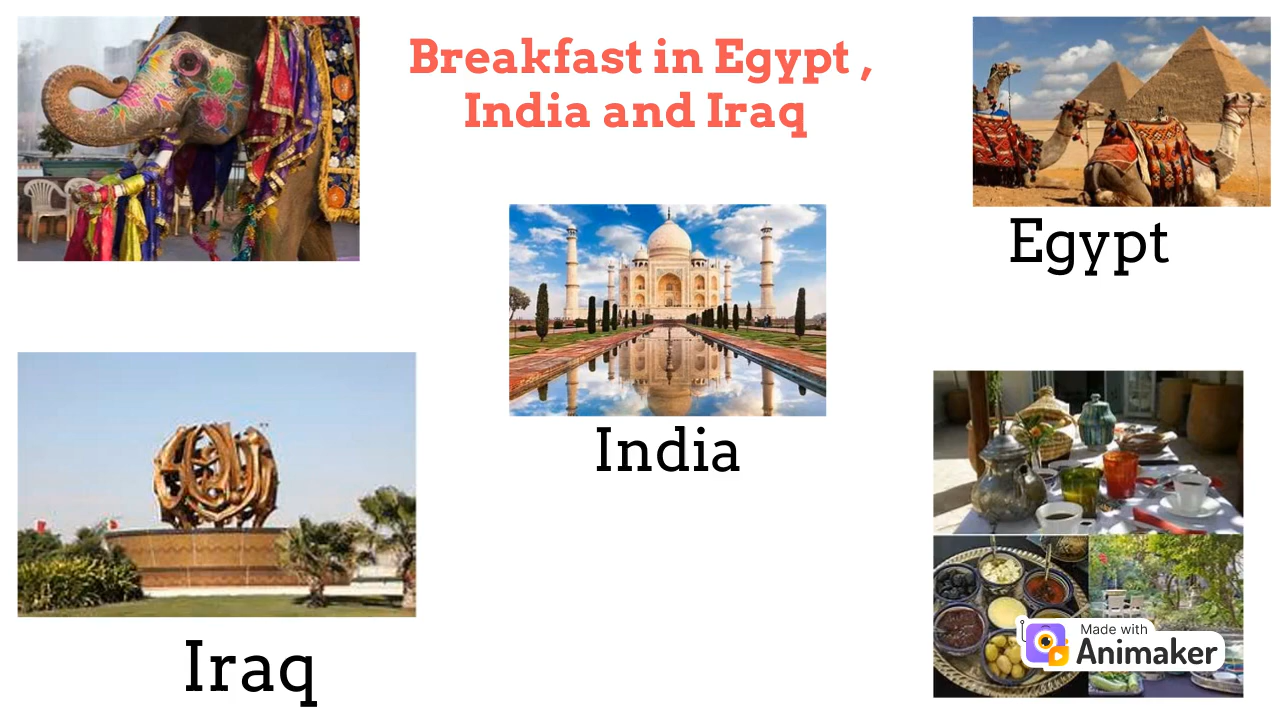 Breakfast in Egypt ,
India and Iraq
Egypt
India
Iraq
Made with
Animaker